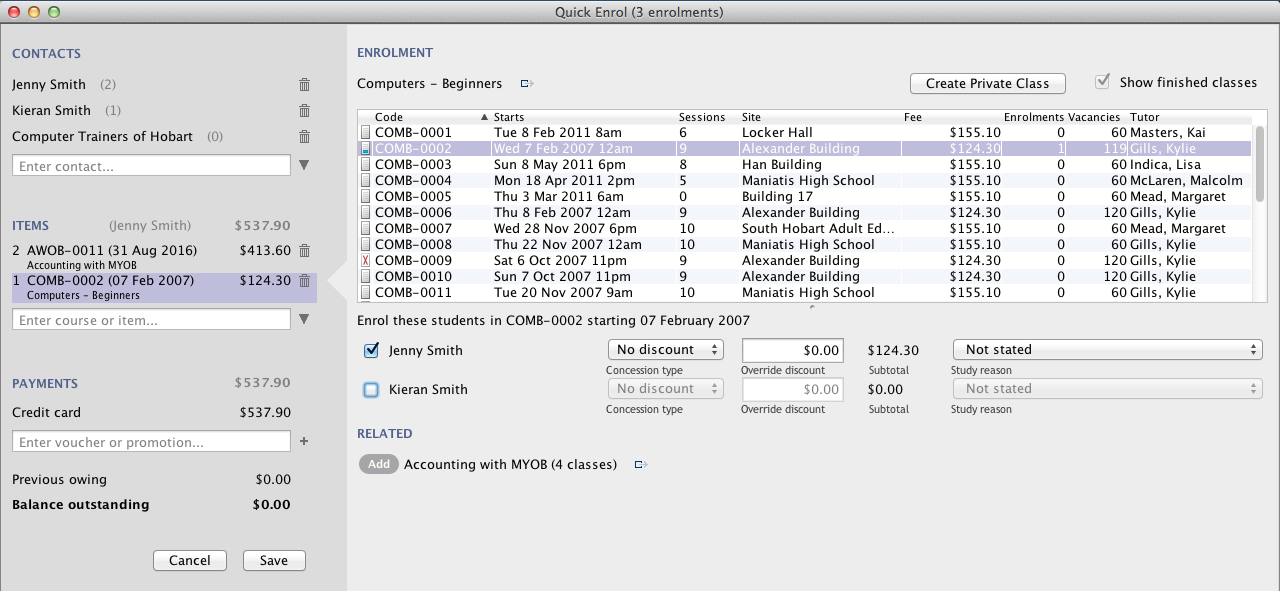 Quick Enrol (3 enrolments)
CONTACTS
Jenny Smith (2)
Kieran Smith (1)
Computer Trainers of Hobart (0)
Enter contact...
ITEMS (Jenny Smith) $537.90
2 AWOB-0011 (31 Aug 2016) $413.60
Accounting with MYOB
1 COMB-0002 (07 Feb 2007) $124.30
Computers - Beginners
Enter course or item...
PAYMENTS $537.90
Credit card $537.90
Enter voucher or promotion... +
Previous owing $0.00
Balance outstanding $0.00
Cancel Save
ENROLMENT
Computers - Beginners Create Private Class Show finished classes
Code Starts Sessions Site Fee Enrolments Vacancies Tutor
COMB-0001 Tue 8 Feb 2011 8am 6 Locker Hall $155.10 0 60 Masters, Kai
COMB-0002 Wed 7 Feb 2007 12am 9 Alexander Building $124.30 1 119 Gills, Kylie
COMB-0003 Sun 8 May 2011 6pm 8 Han Building $155.10 0 60 Indica, Lisa
COMB-0004 Mon 18 Apr 2011 2pm 5 Maniatis High School $155.10 0 60 McLaren, Malcolm
COMB-0005 Thu 3 Mar 2011 6am 0 Building 17 $155.10 0 60 Mead, Margaret
COMB-0006 Thu 8 Feb 2007 12am 9 Alexander Building $124.30 0 120 Gills, Kylie
COMB-0007 Wed 28 Nov 2007 6pm 10 South Hobart Adult Ed... $155.10 0 60 Mead, Margaret
COMB-0008 Thu 22 Nov 2007 12am 10 Maniatis High School $155.10 0 60 Gills, Kylie
COMB-0009 Sat 6 Oct 2007 11pm 9 Alexander Building $124.30 0 120 Gills, Kylie
COMB-0010 Sun 7 Oct 2007 11pm 9 Alexander Building $124.30 0 120 Gills, Kylie
COMB-0011 Tue 20 Nov 2007 9am 10 Maniatis High School $155.10 0 60 Gills, Kylie
Enrol these students in COMB-0002 starting 07 February 2007
Jenny Smith No discount $0.00 $124.30 Not stated
Concession type Override discount Subtotal Study reason
Kieran Smith No discount $0.00 $0.00 Not stated
Concession type Override discount Subtotal Study reason
RELATED
Add Accounting with MYOB (4 classes)